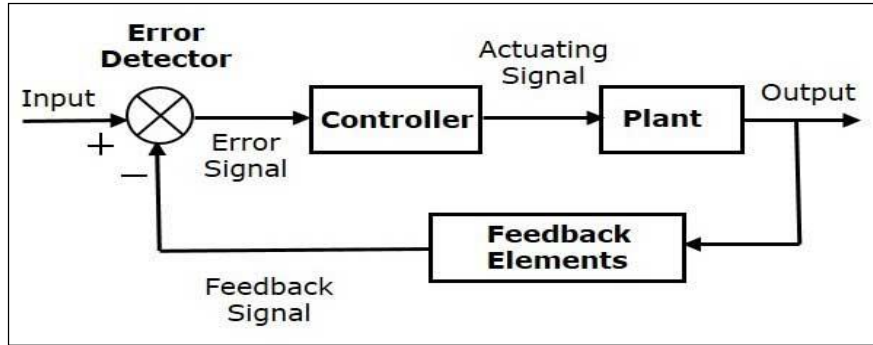 Error
Detector
Actuating
Signal
Input
Output
Controller
Plant
+
Error
Signal
−
Feedback
Elements
Feedback
Signal